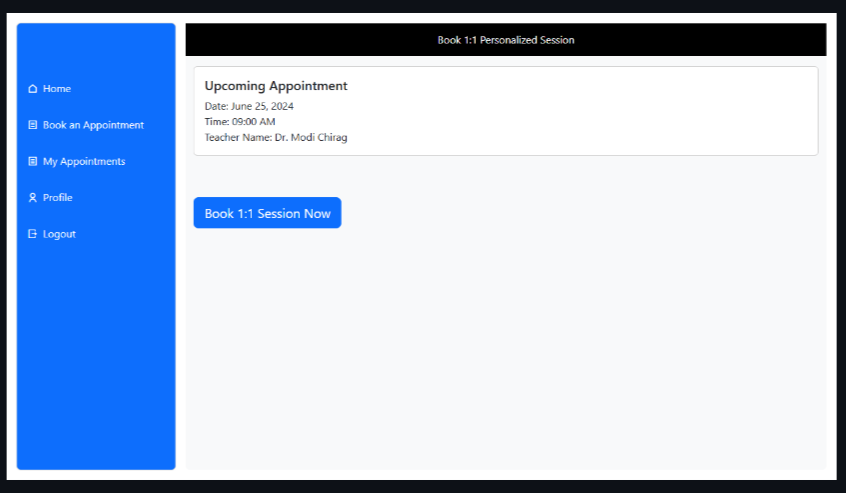 Home
Book an Appointment
My Appointments
Profile
Logout
Book 1:1 Personalized Session
Upcoming Appointment
Date: June 25, 2024
Time: 09:00 AM
Teacher Name: Dr. Modi Chirag
Book 1:1 Session Now